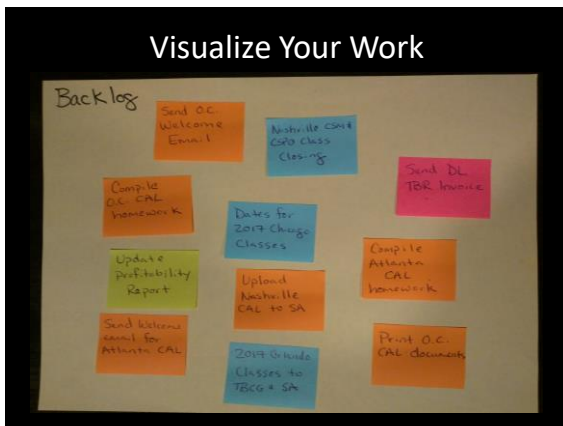 Visualize Your Work
Backlog
Send O.C.
Welcome
Email
Nashville CSM &
CSPO Class
Closing
Send DL
TBR Invoice
Compile
O.C. CAL
homework
Dates for
2017 Chicago
Classes
Compile
Atlanta
CAL
homework
Update
Profitability
Report
Upload
Nashville
CAL to SA
Send Welcome
email for
Atlanta CAL
Print O.C.
CAL documents
2017
Classes to
TBCG + SA